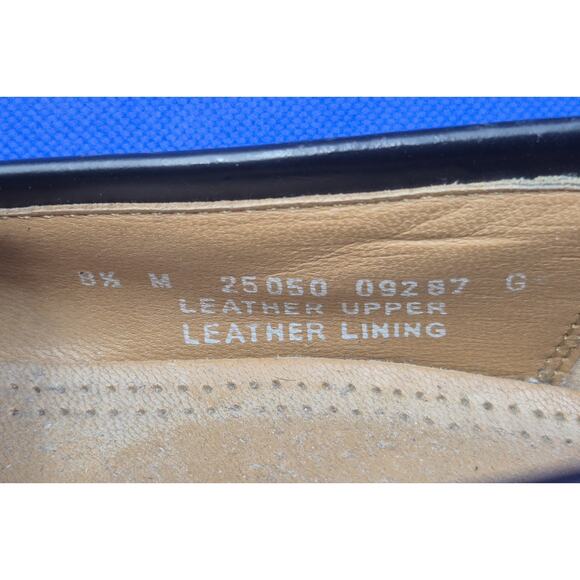 8½ M 25050 09287 G
LEATHER UPPER
LEATHER LINING